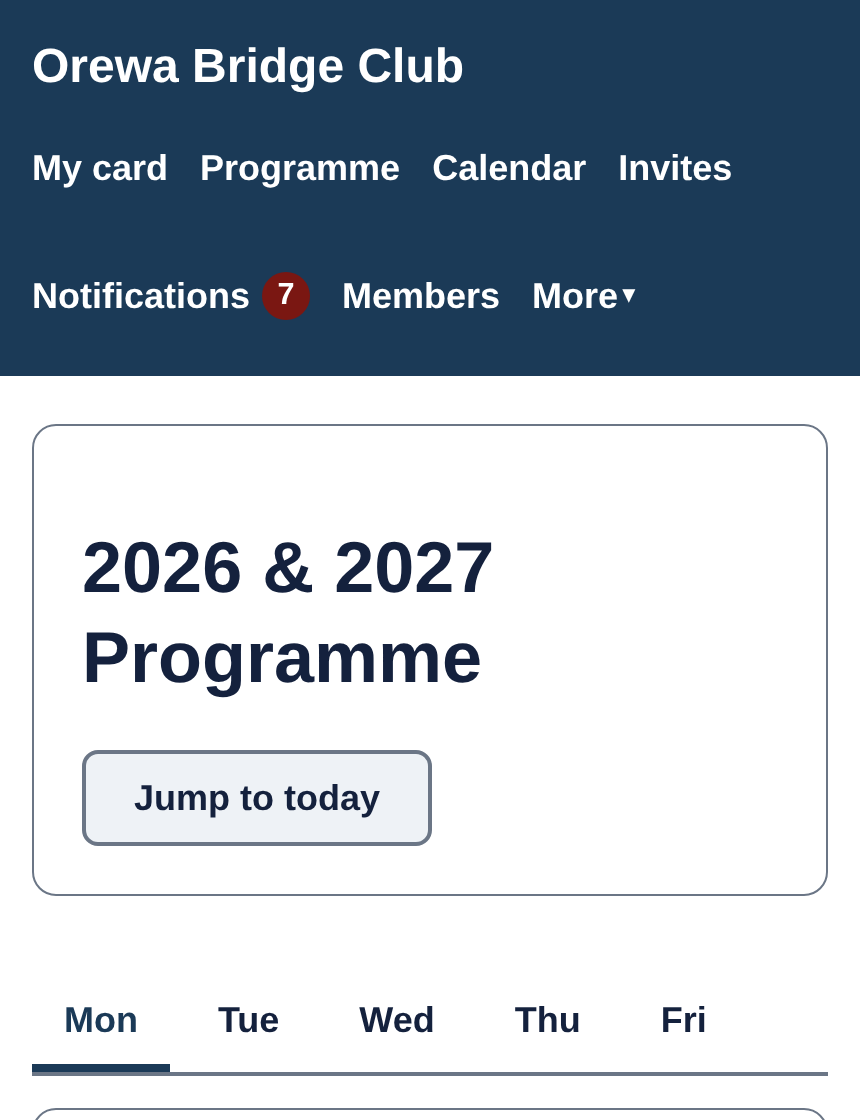 Orewa Bridge Club
My card Programme Calendar Invites
Notifications 7 Members More ▾
2026 & 2027
Programme
Jump to today
Mon Tue Wed Thu Fri